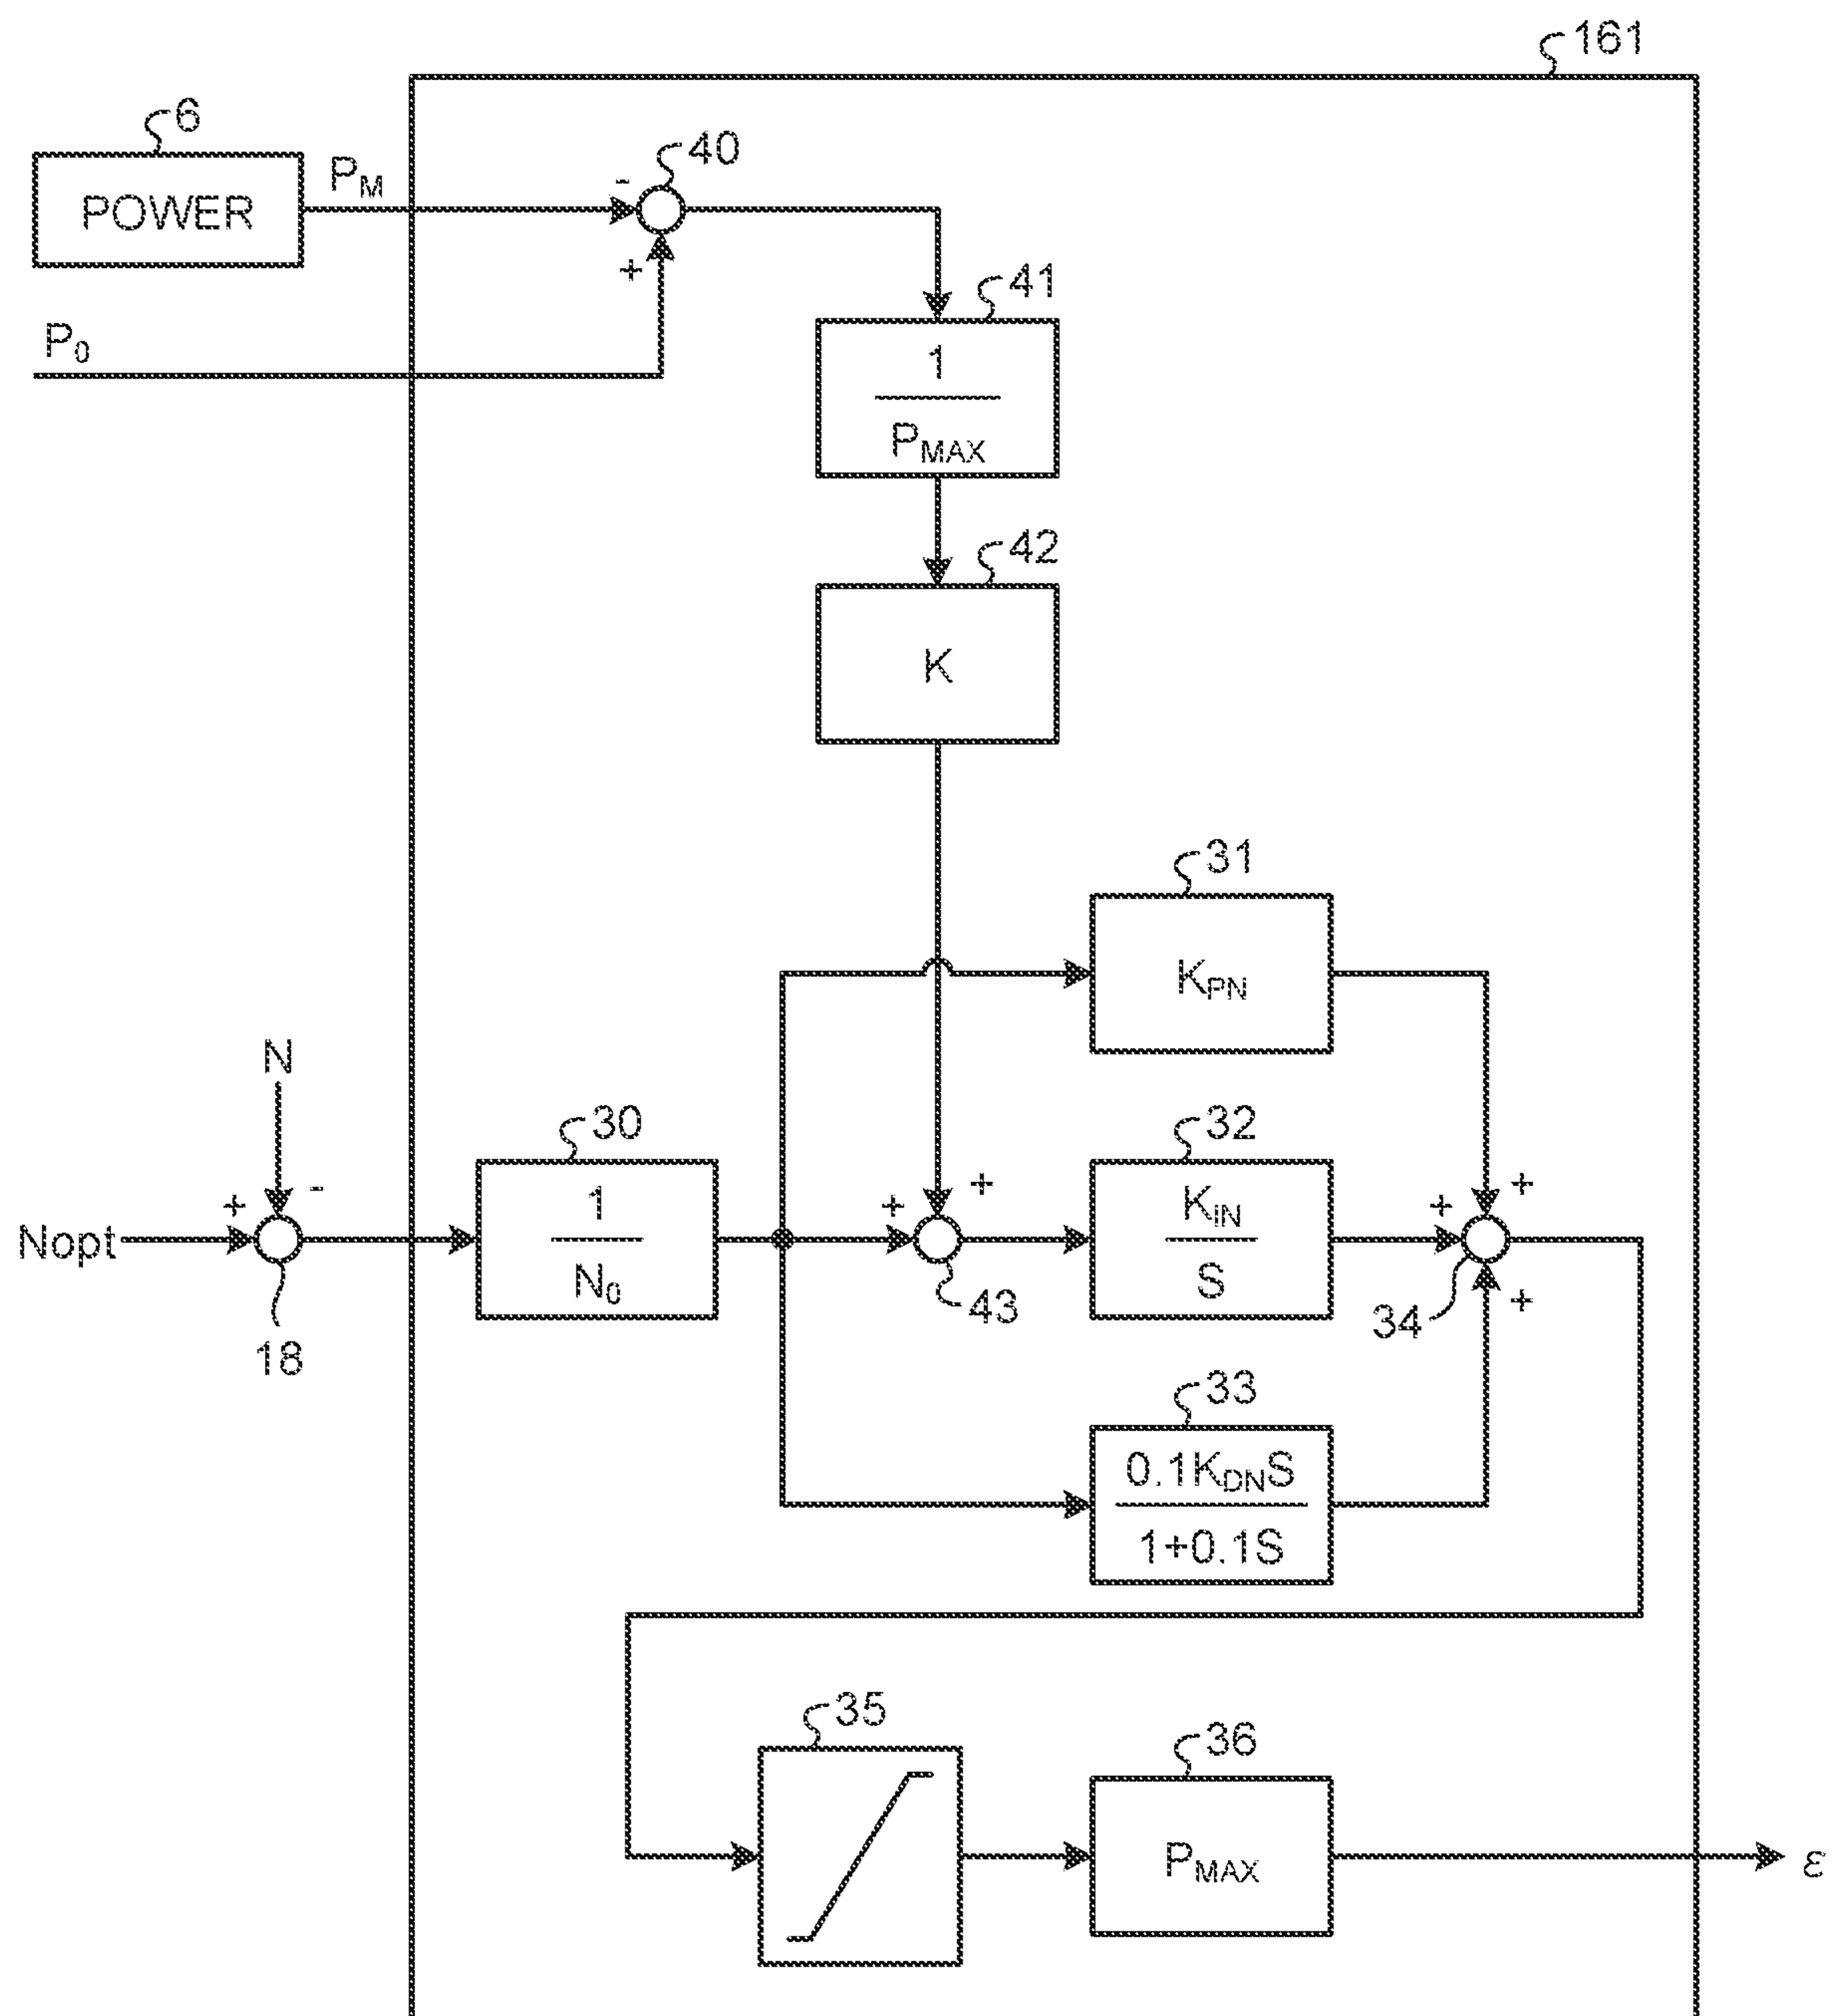 161
6
POWER
P_M
-
40
+
P_0
41
1
P_MAX
42
K
31
K_PN
N
30
32
+
-
1
N_0
+
+
K_IN
S
+
+
Nopt
18
43
34
+
33
0.1K_DNS
1+0.1S
35
36
P_MAX
ε